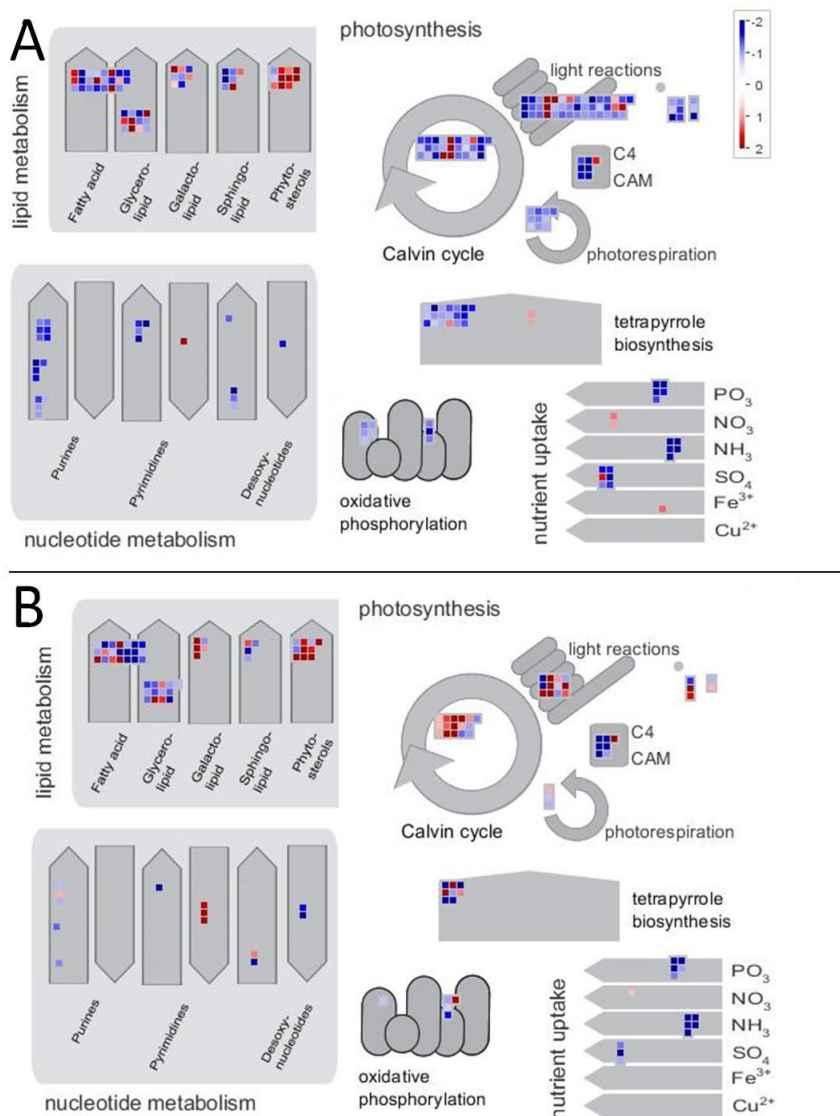 A
photosynthesis
-2
-1
0
1
2
light reactions
lipid metabolism
Fatty acid
Glycero-
lipid
Galacto-
lipid
Sphingo-
lipid
Phyto-
sterols
C4
CAM
Calvin cycle
photorespiration
tetrapyrrole
biosynthesis
Purines
Pyrimidines
Desoxy-
nucleotides
nucleotide metabolism
oxidative
phosphorylation
nutrient uptake
PO3
NO3
NH3
SO4
Fe3+
Cu2+
B
photosynthesis
light reactions
lipid metabolism
Fatty acid
Glycero-
lipid
Galacto-
lipid
Sphingo-
lipid
Phyto-
sterols
C4
CAM
Calvin cycle
photorespiration
tetrapyrrole
biosynthesis
Purines
Pyrimidines
Desoxy-
nucleotides
nucleotide metabolism
oxidative
phosphorylation
nutrient uptake
PO3
NO3
NH3
SO4
Fe3+
Cu2+